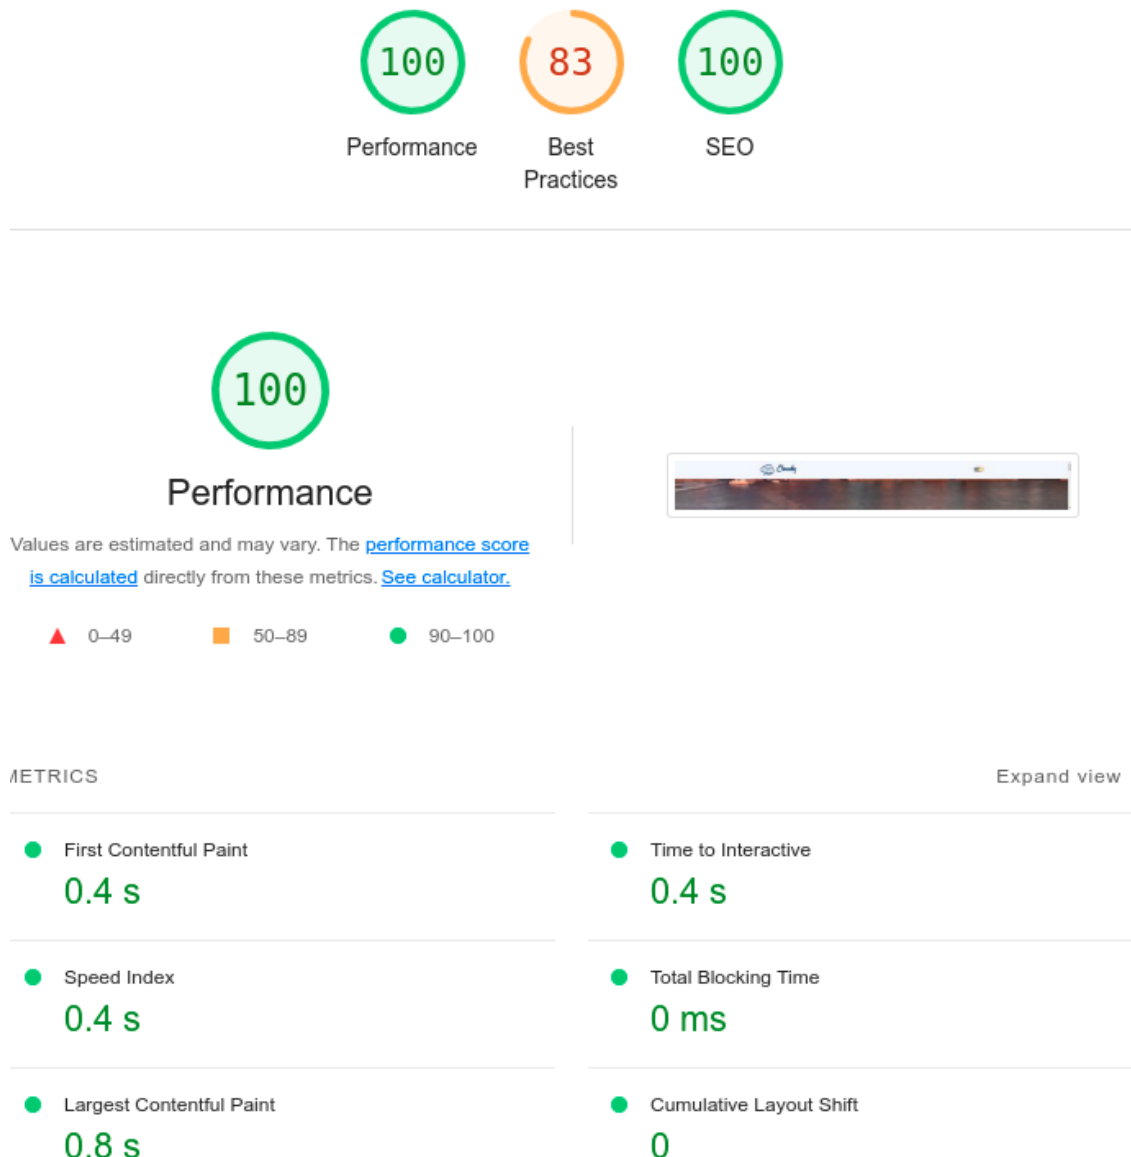 100
83
100
Performance
Best
Practices
SEO
100
Performance
Values are estimated and may vary. The performance score
is calculated directly from these metrics. See calculator.
0–49
50–89
90–100
METRICS
Expand view
First Contentful Paint
0.4 s
Time to Interactive
0.4 s
Speed Index
0.4 s
Total Blocking Time
0 ms
Largest Contentful Paint
0.8 s
Cumulative Layout Shift
0